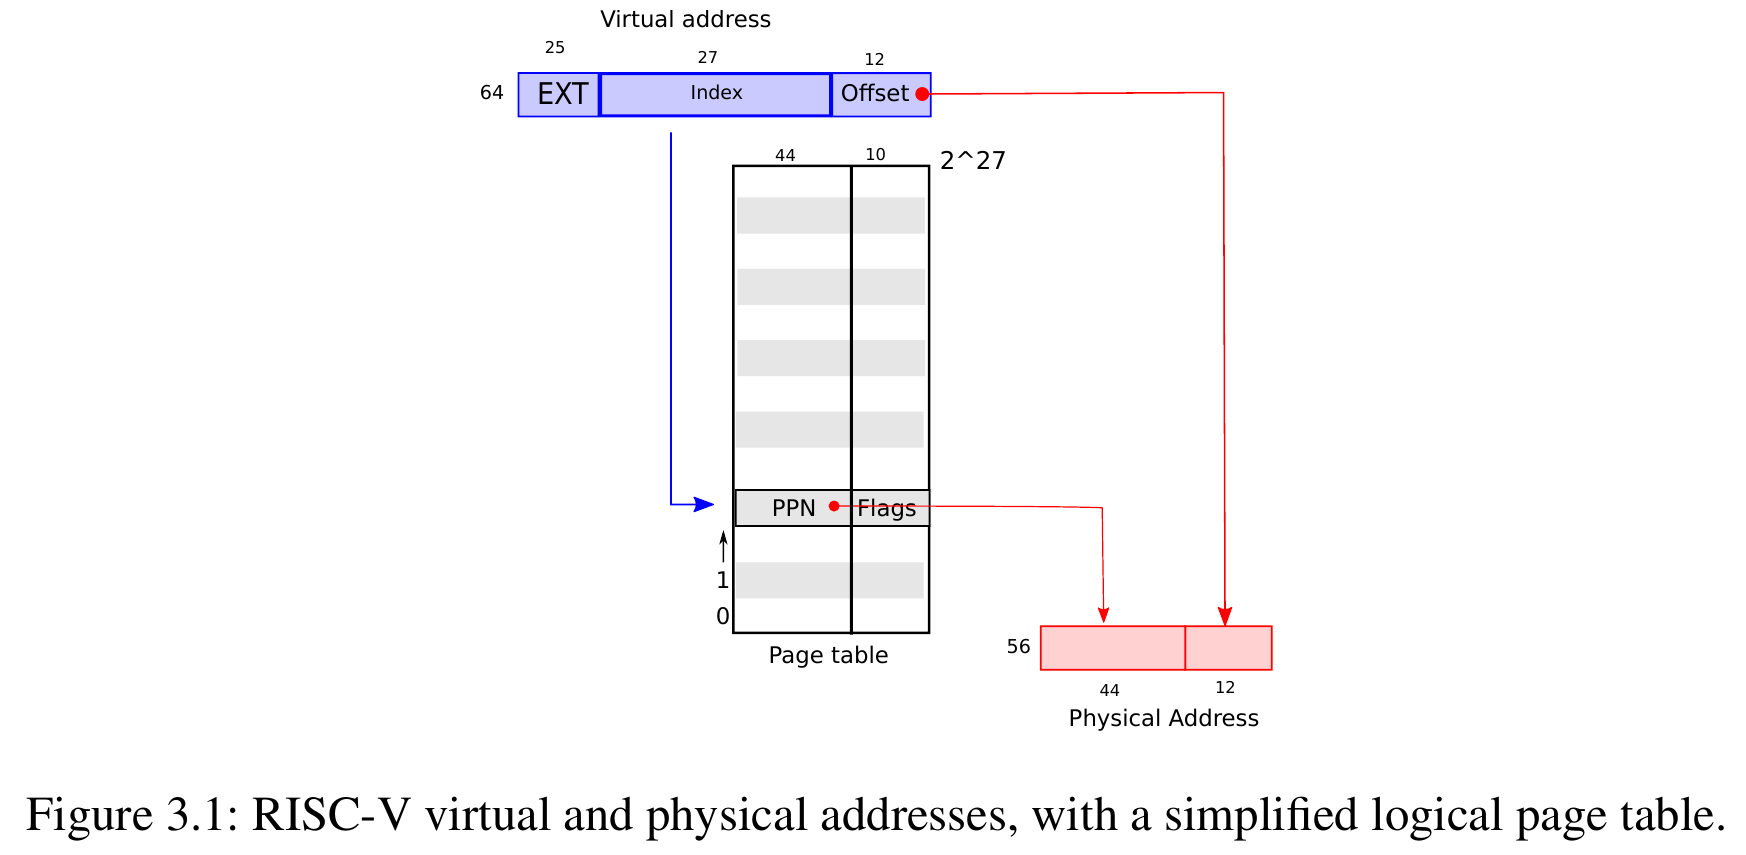 Virtual address
25 27 12
64 EXT Index Offset
44 10 2^27
PPN Flags
1
0
Page table
56
44 12
Physical Address
Figure 3.1: RISC-V virtual and physical addresses, with a simplified logical page table.